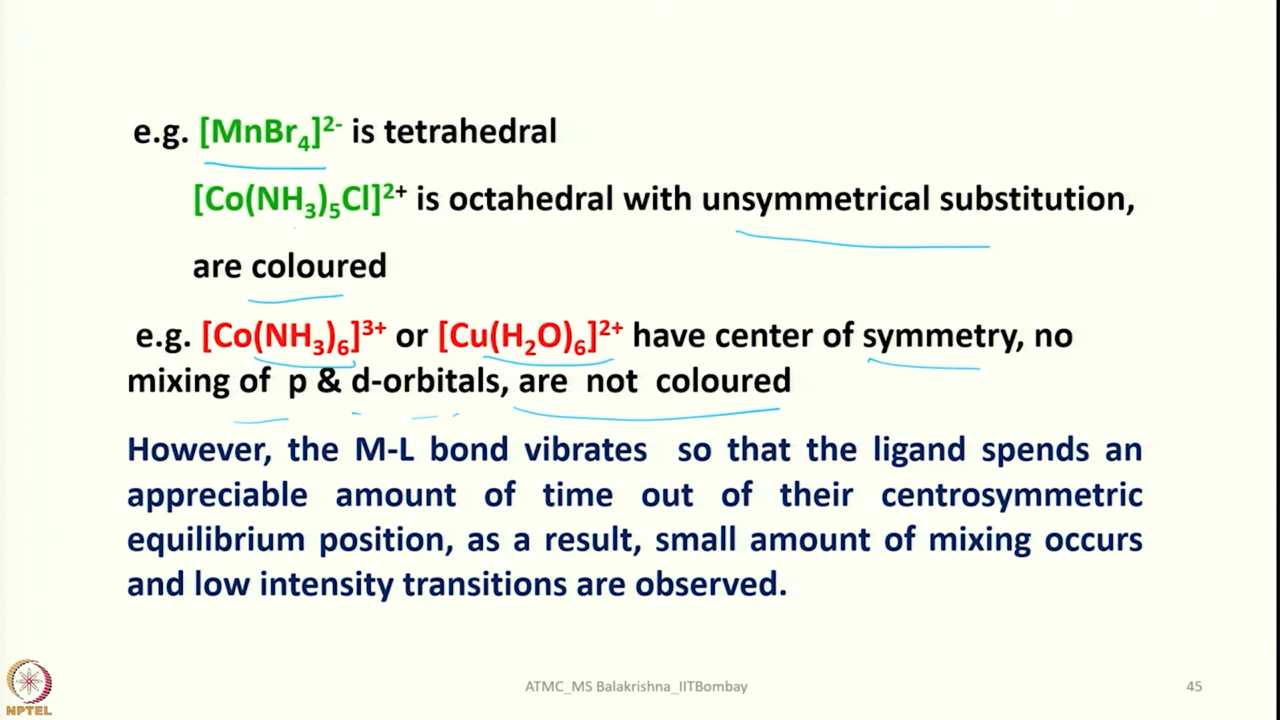 e.g. [MnBr₄]²⁻ is tetrahedral
[Co(NH₃)₅Cl]²⁺ is octahedral with unsymmetrical substitution,
are coloured
e.g. [Co(NH₃)₆]³⁺ or [Cu(H₂O)₆]²⁺ have center of symmetry, no
mixing of p & d-orbitals, are not coloured
However, the M-L bond vibrates so that the ligand spends an
appreciable amount of time out of their centrosymmetric
equilibrium position, as a result, small amount of mixing occurs
and low intensity transitions are observed.
NPTEL
ATMC_MS Balakrishna_IITBombay
45